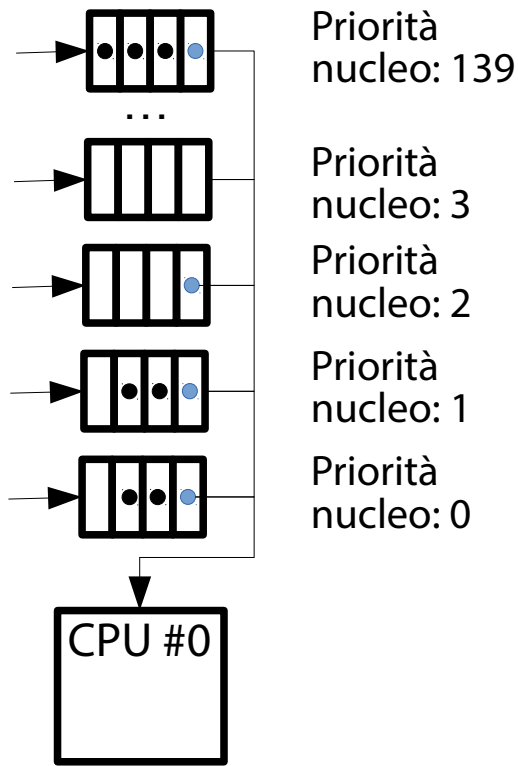 Priorità
nucleo: 139
...
Priorità
nucleo: 3
Priorità
nucleo: 2
Priorità
nucleo: 1
Priorità
nucleo: 0
CPU #0